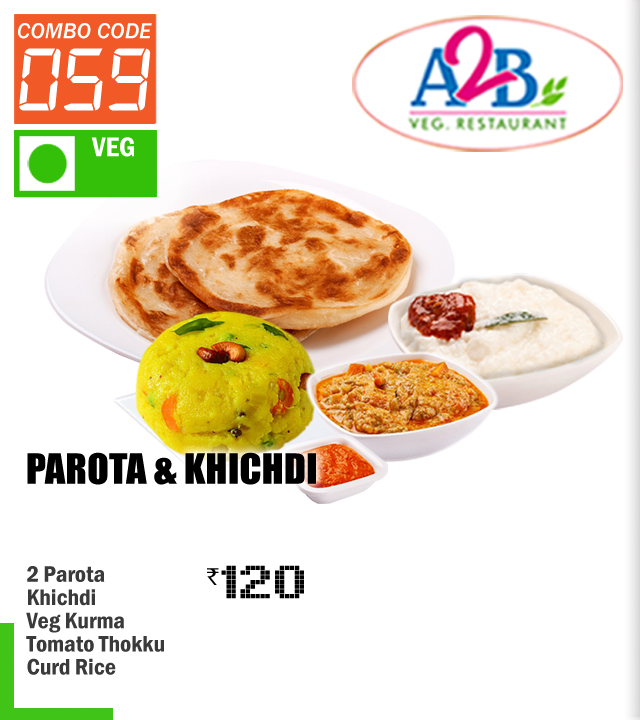 COMBO CODE
059
VEG
A2B
VEG. RESTAURANT
PAROTA & KHICHDI
2 Parota
Khichdi
Veg Kurma
Tomato Thokku
Curd Rice
₹120